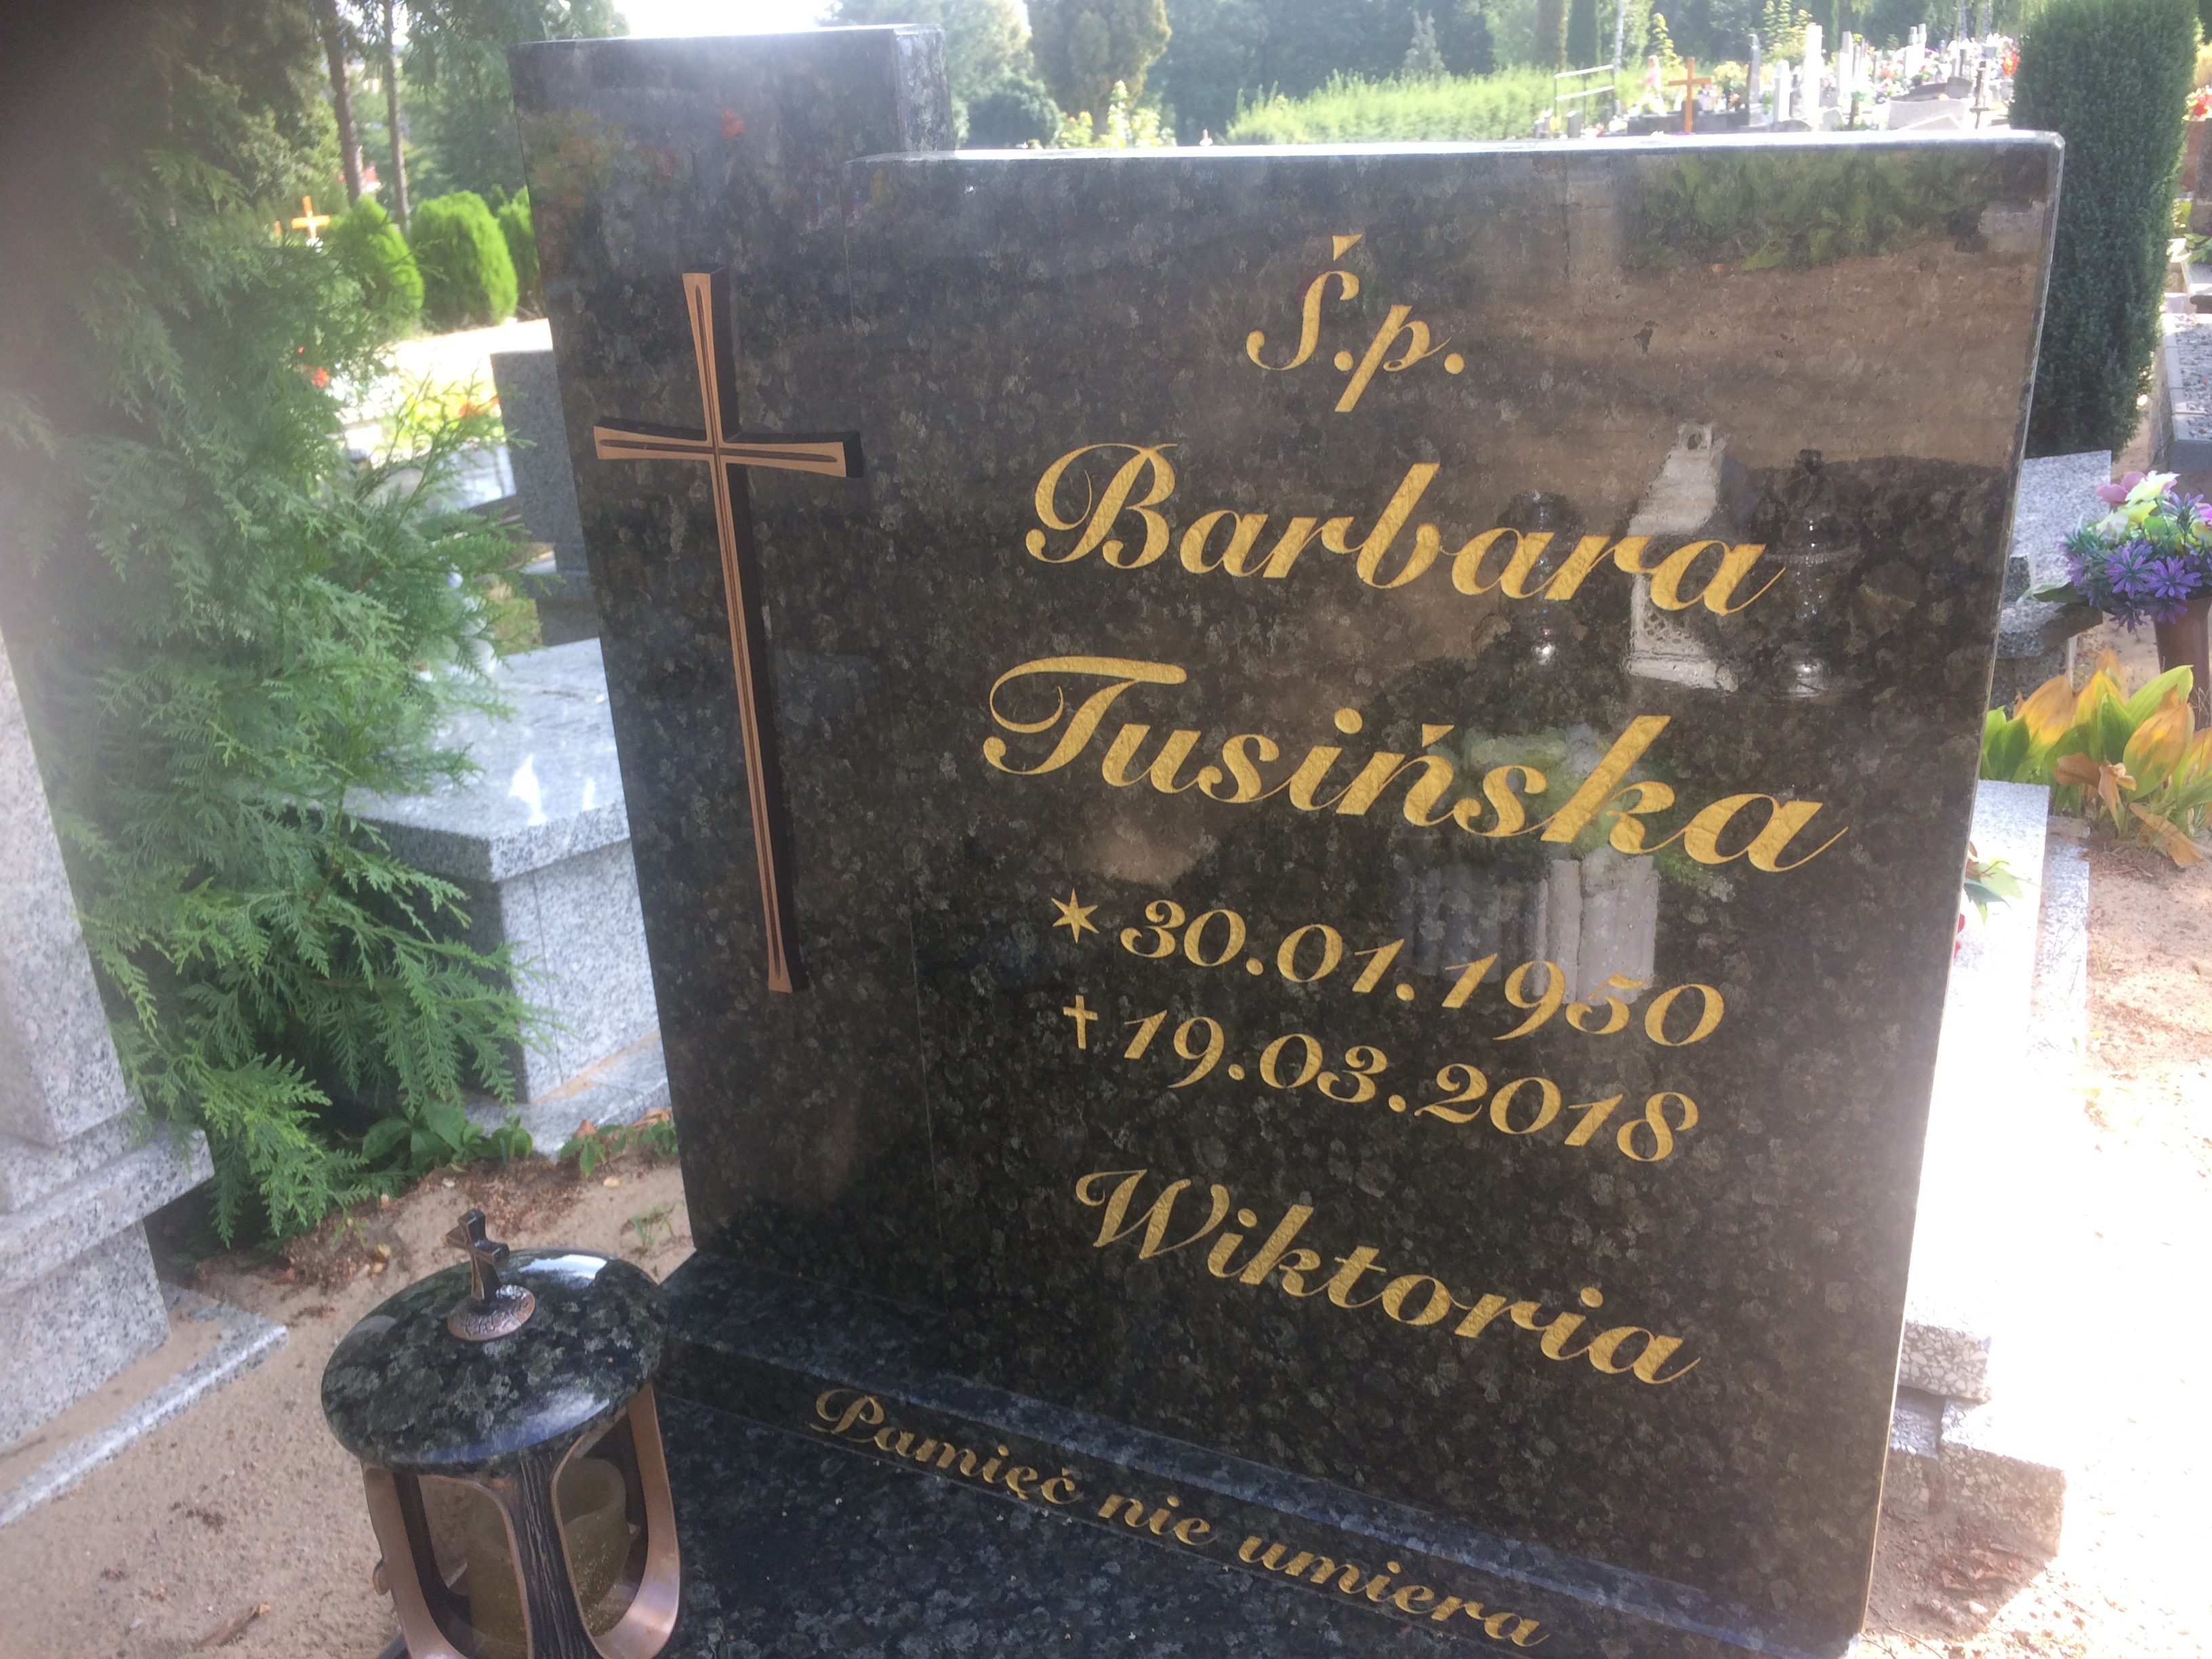 Ś.p.
Barbara
Tusińska
* 30.01.1950
† 19.03.2018
Wiktoria
Pamięć nie umiera